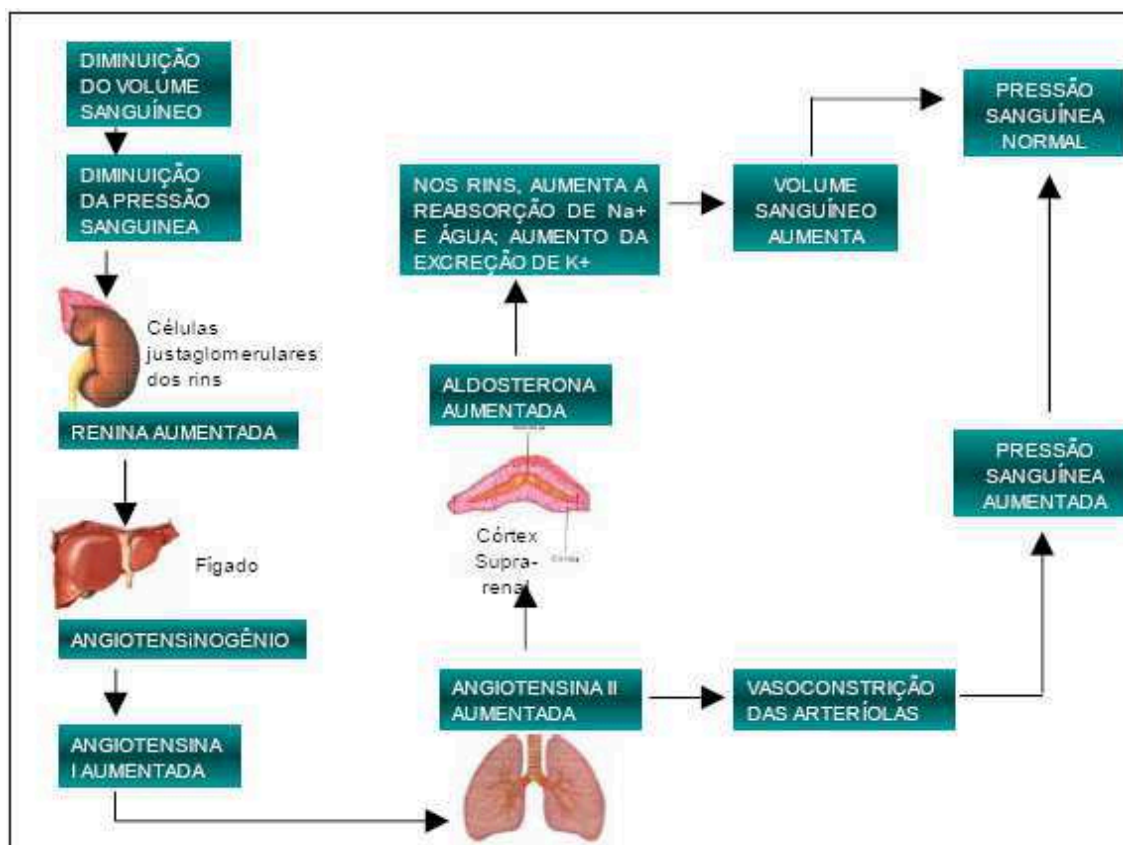 DIMINUIÇÃO
DO VOLUME
SANGUÍNEO
DIMINUIÇÃO
DA PRESSÃO
SANGUINEA
Células
justaglomerulares
dos rins
RENINA AUMENTADA
Fígado
ANGIOTENSiNOGÊNIO
ANGIOTENSINA
I AUMENTADA
ANGIOTENSINA II
AUMENTADA
Córtex
Supra-
renal
ALDOSTERONA
AUMENTADA
NOS RINS, AUMENTA A
REABSORÇÃO DE Na+
E ÁGUA; AUMENTO DA
EXCREÇÃO DE K+
VOLUME
SANGUÍNEO
AUMENTA
VASOCONSTRIÇÃO
DAS ARTERÍOLAS
PRESSÃO
SANGUÍNEA
AUMENTADA
PRESSÃO
SANGUÍNEA
NORMAL